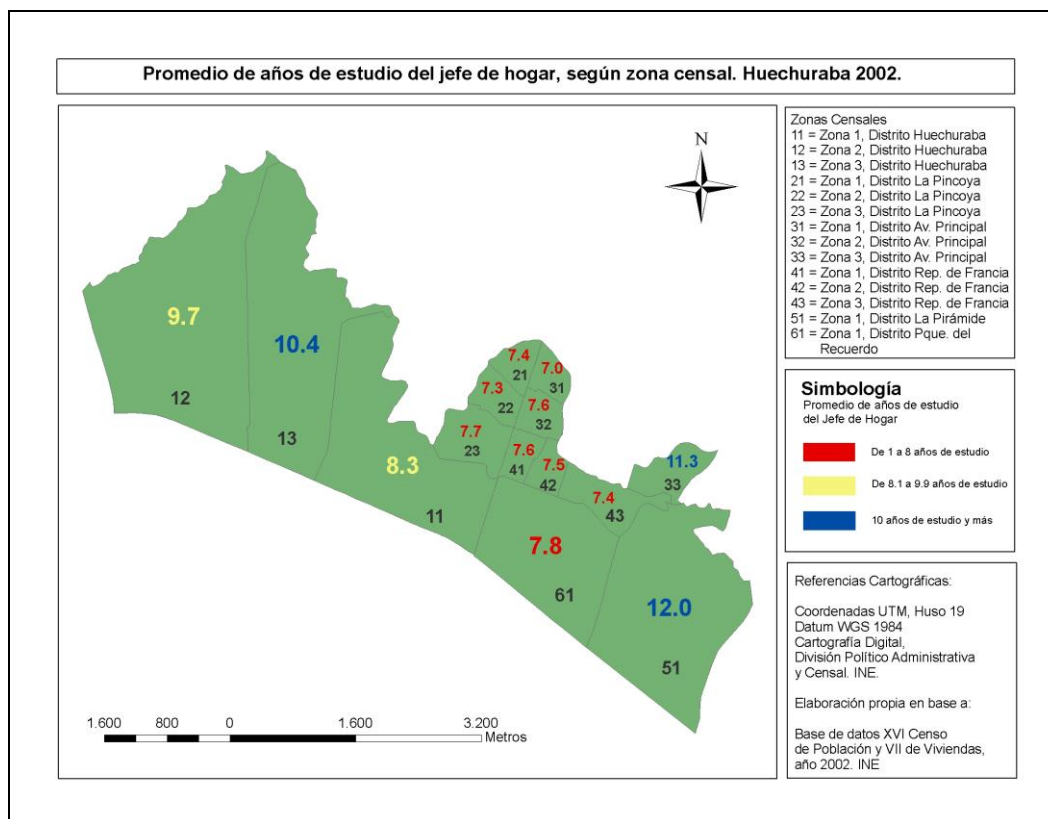 Promedio de años de estudio del jefe de hogar, según zona censal. Huechuraba 2002.
N
9.7
12
10.4
13
8.3
11
7.4
21
7.0
31
7.3
22
7.6
32
7.7
23
7.6
41
7.5
42
7.4
43
11.3
33
7.8
61
12.0
51
1.600 800 0 1.600 3.200
Metros
Zonas Censales
11 = Zona 1, Distrito Huechuraba
12 = Zona 2, Distrito Huechuraba
13 = Zona 3, Distrito Huechuraba
21 = Zona 1, Distrito La Pincoya
22 = Zona 2, Distrito La Pincoya
23 = Zona 3, Distrito La Pincoya
31 = Zona 1, Distrito Av. Principal
32 = Zona 2, Distrito Av. Principal
33 = Zona 3, Distrito Av. Principal
41 = Zona 1, Distrito Rep. de Francia
42 = Zona 2, Distrito Rep. de Francia
43 = Zona 3, Distrito Rep. de Francia
51 = Zona 1, Distrito La Pirámide
61 = Zona 1, Distrito Pque. del
Recuerdo
Simbología
Promedio de años de estudio
del Jefe de Hogar
De 1 a 8 años de estudio
De 8.1 a 9.9 años de estudio
10 años de estudio y más
Referencias Cartográficas:
Coordenadas UTM, Huso 19
Datum WGS 1984
Cartografía Digital,
División Político Administrativa
y Censal. INE.
Elaboración propia en base a:
Base de datos XVI Censo
de Población y VII de Viviendas,
año 2002. INE